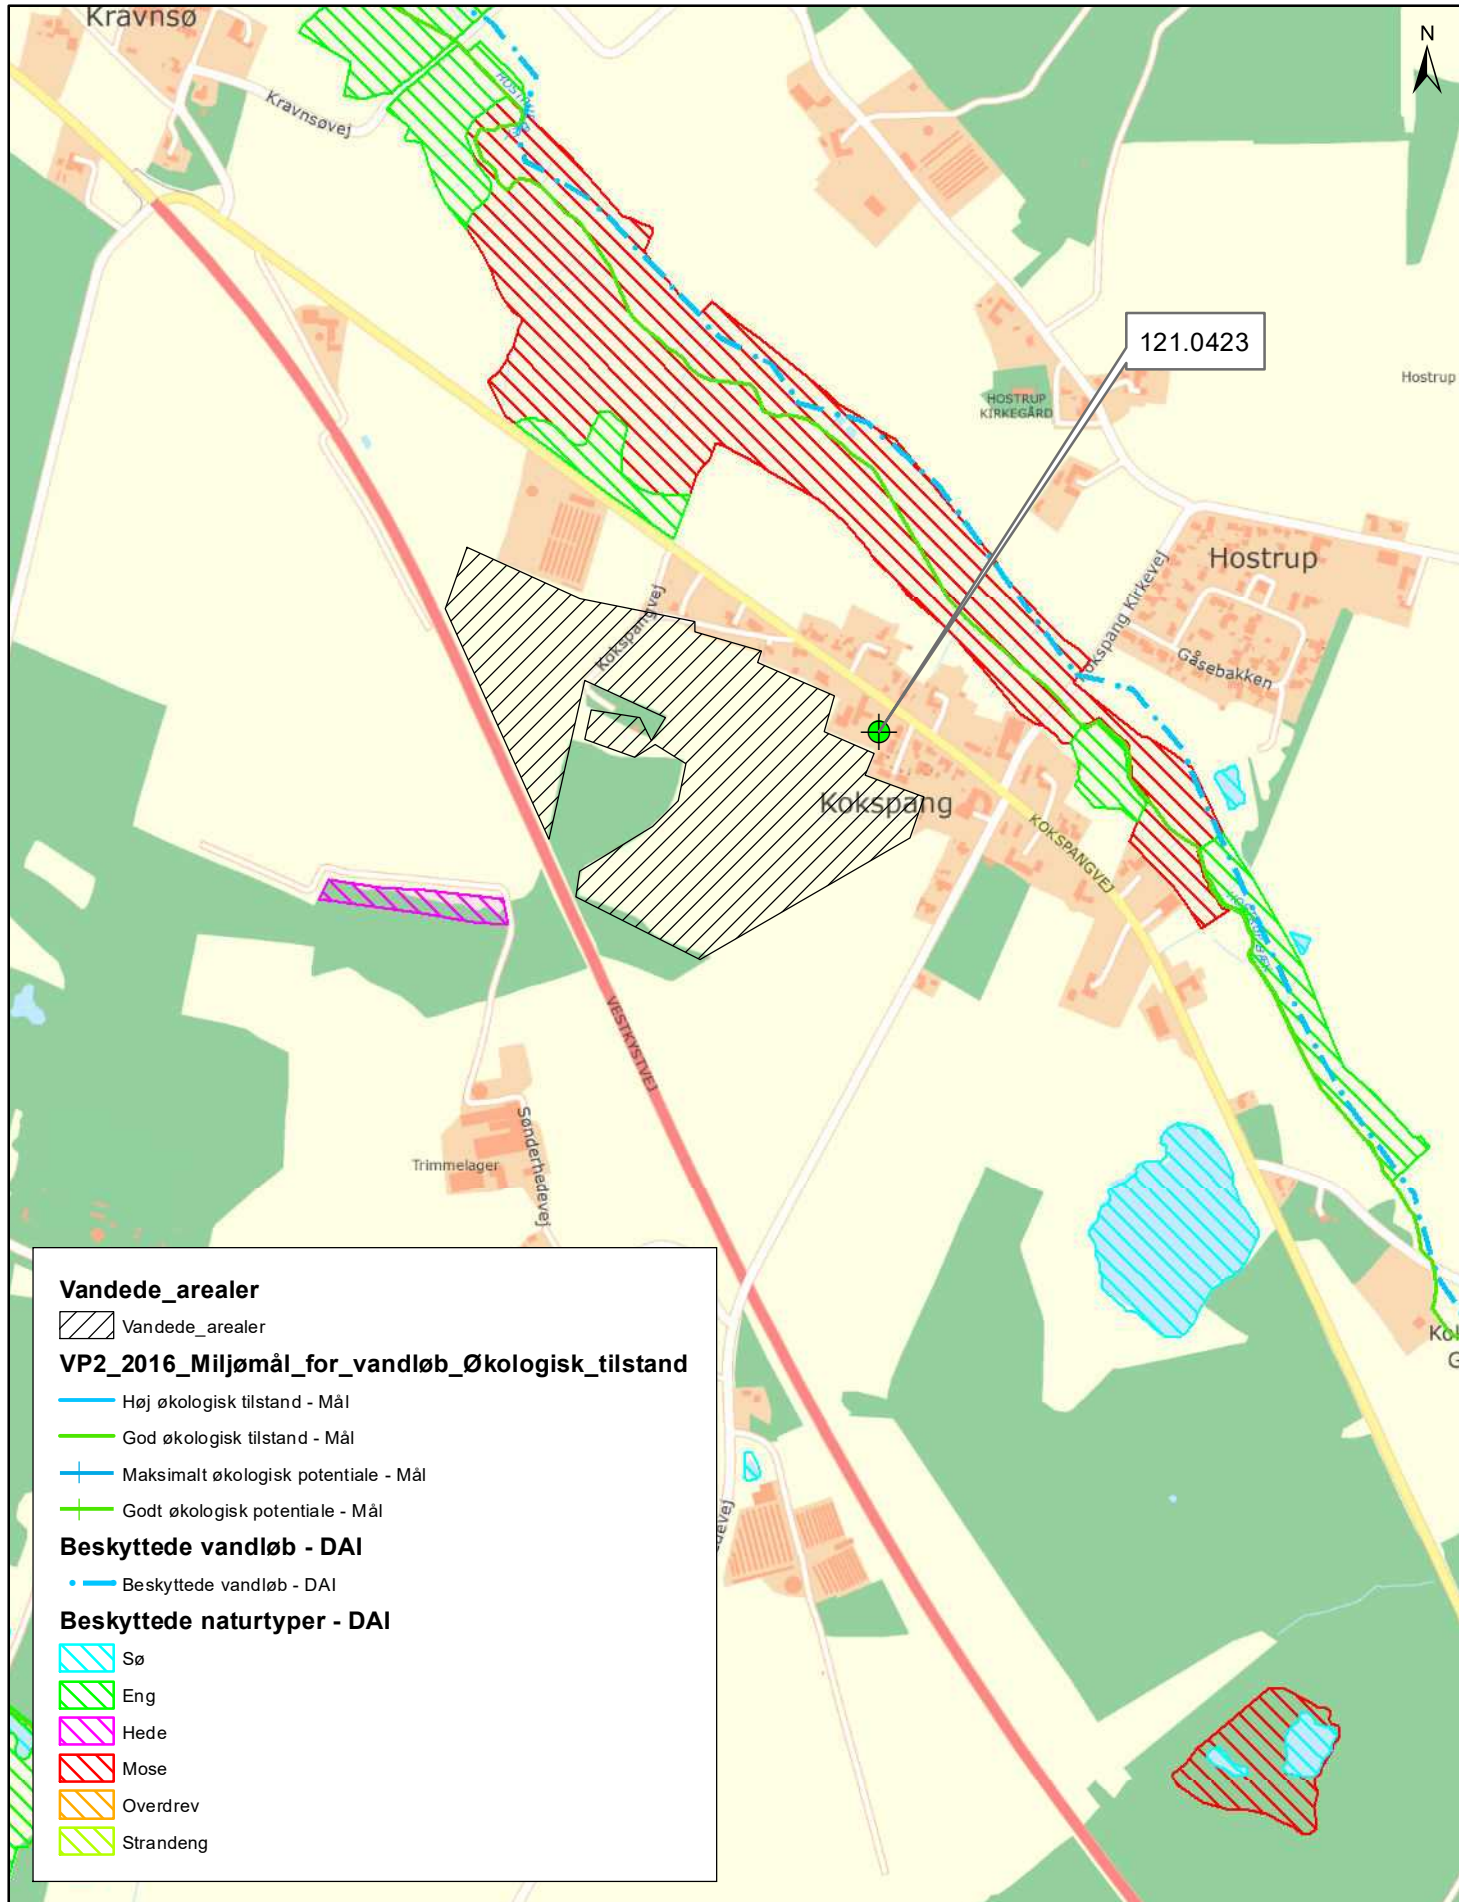 Kravnsø
N
Kravnsøvej
121.0423
Hostrup
HOSTRUP
KIRKEGÅRD
Hostrup
Kokspang Kirkevej
Gåsebakken
Kokspangvej
Kokspang
KOKSPANGVEJ
VESTKYSTVEJ
Sønderhedevej
Trimmelager
Vandede_arealer
Vandede_arealer
VP2_2016_Miljømål_for_vandløb_Økologisk_tilstand
Høj økologisk tilstand - Mål
God økologisk tilstand - Mål
Maksimalt økologisk potentiale - Mål
Godt økologisk potentiale - Mål
Beskyttede vandløb - DAI
Beskyttede vandløb - DAI
Beskyttede naturtyper - DAI
Sø
Eng
Hede
Mose
Overdrev
Strandeng